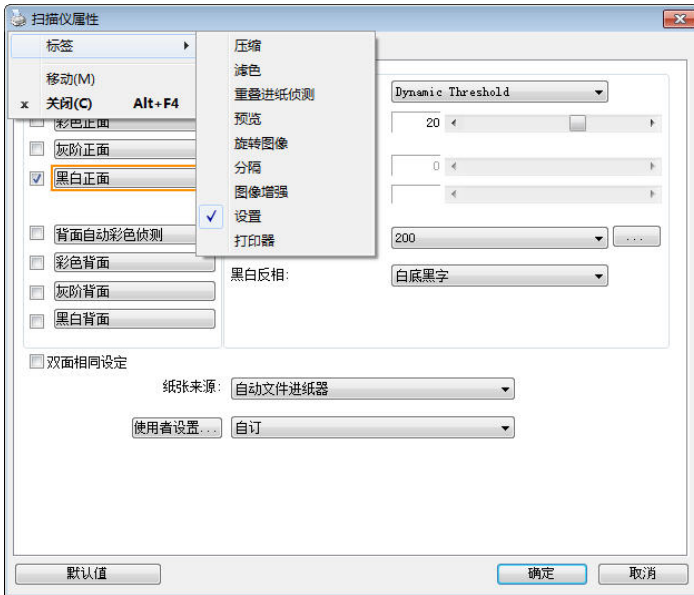 扫描仪属性
标签
移动(M)
x 关闭(C) Alt+F4
压缩
滤色
重叠进纸侦测
预览
旋转图像
分隔
图像增强
设置
打印器
彩色正面
灰阶正面
黑白正面
背面自动彩色侦测
彩色背面
灰阶背面
黑白背面
Dynamic Threshold
20
0
200
...
黑白反相:
白底黑字
双面相同设定
纸张来源:
自动文件进纸器
使用者设置...
自订
默认值
确定
取消